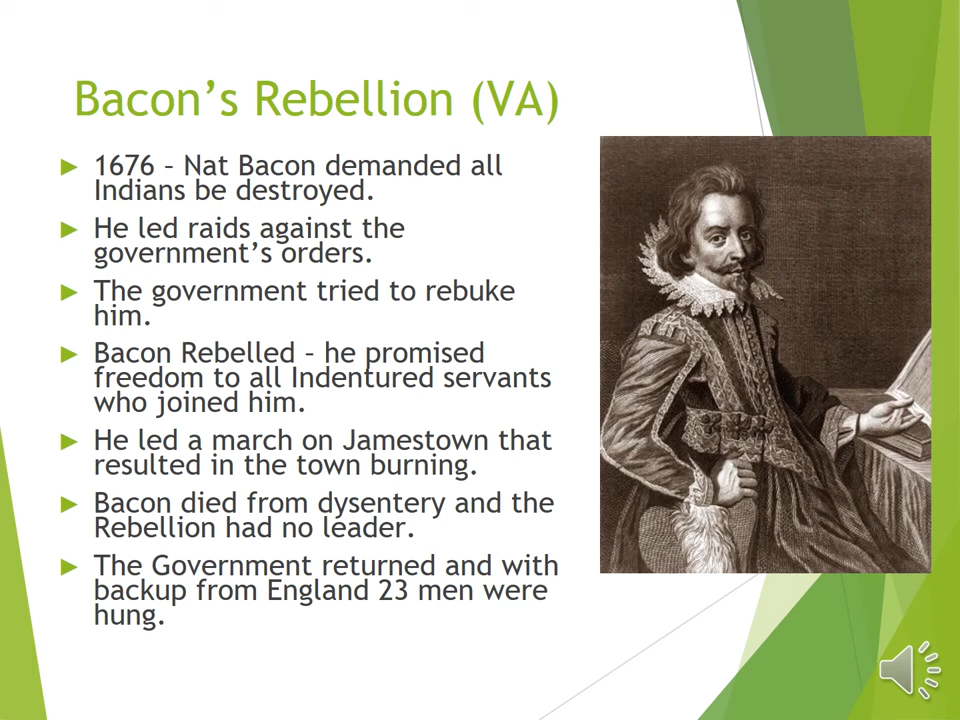 Bacon's Rebellion (VA)
1676 – Nat Bacon demanded all
Indians be destroyed.
He led raids against the
government's orders.
The government tried to rebuke
him.
Bacon Rebelled – he promised
freedom to all Indentured servants
who joined him.
He led a march on Jamestown that
resulted in the town burning.
Bacon died from dysentery and the
Rebellion had no leader.
The Government returned and with
backup from England 23 men were
hung.